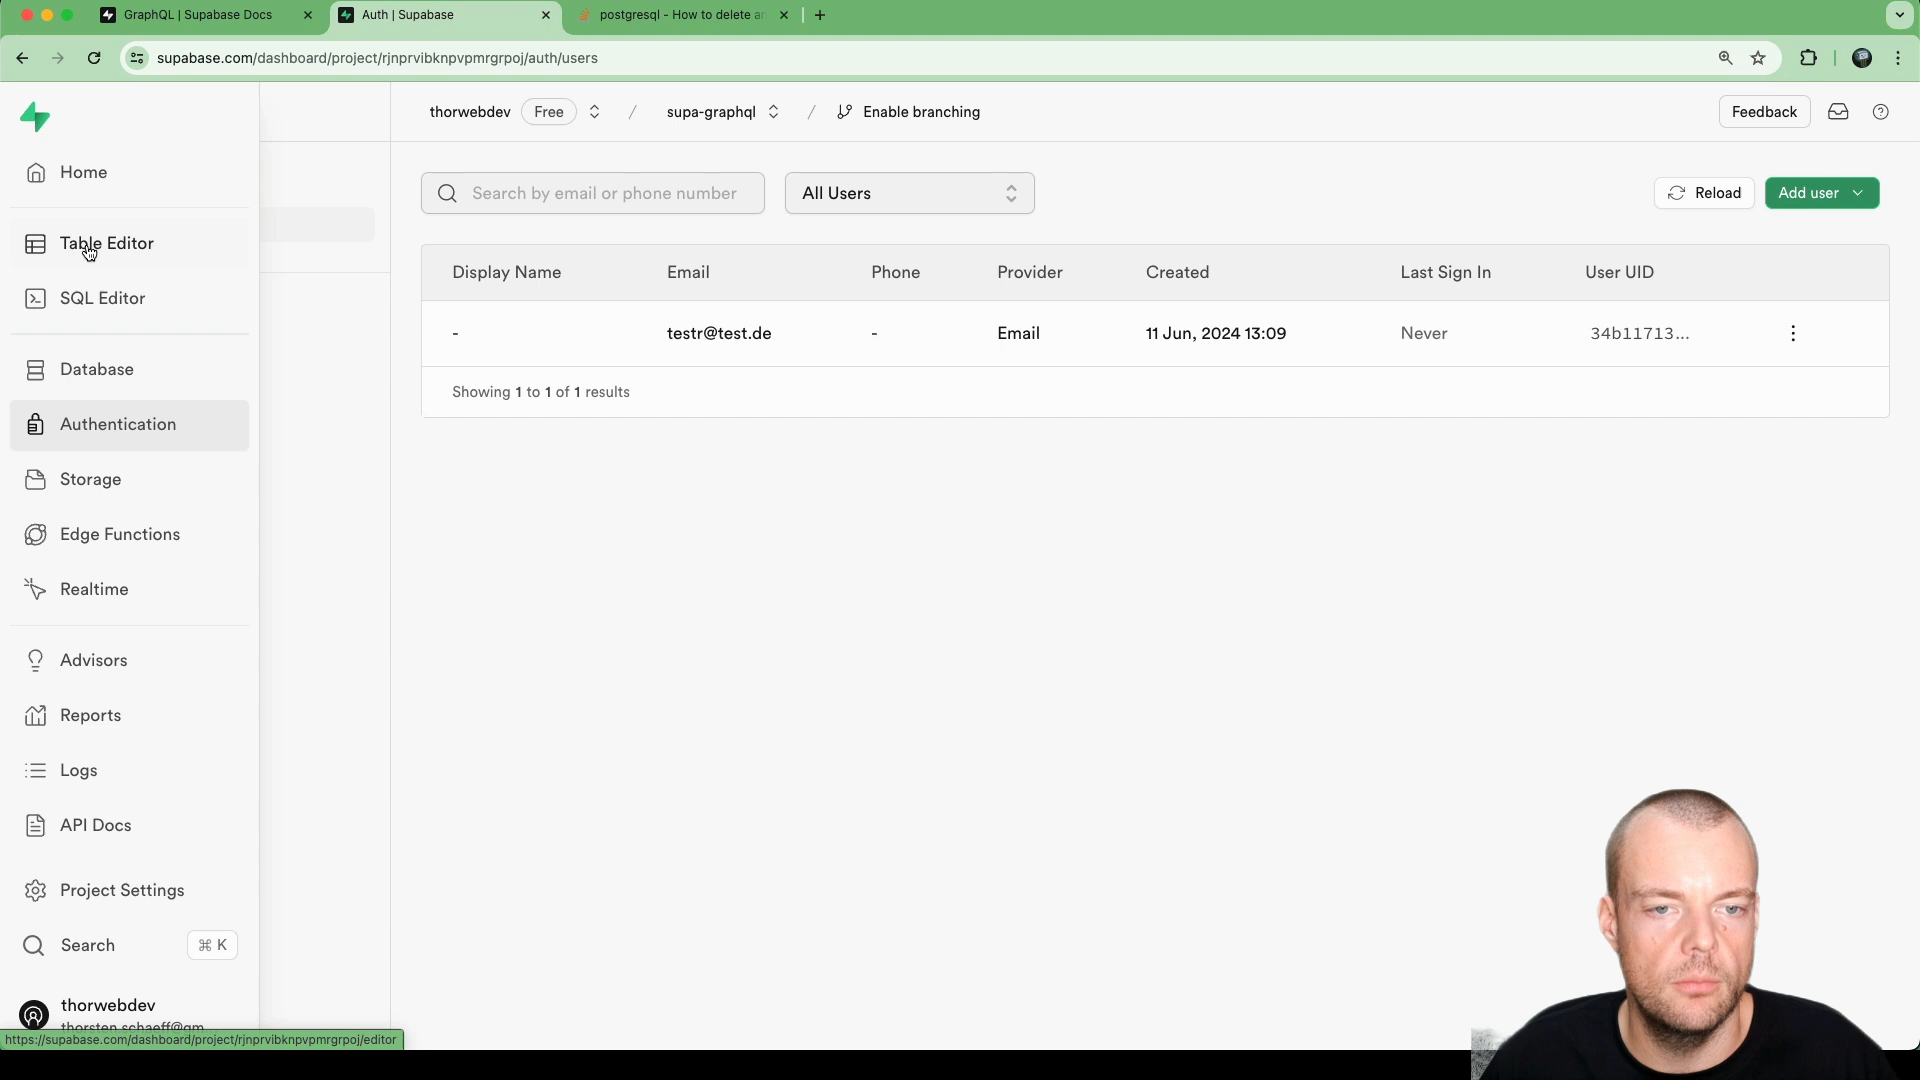 GraphQL | Supabase Docs
Auth | Supabase
postgresql - How to delete an
supabase.com/dashboard/project/rjnprvibknpvpmrgrpoj/auth/users
thorwebdev Free / supa-graphql / Enable branching
Feedback
Home
Table Editor
SQL Editor
Database
Authentication
Storage
Edge Functions
Realtime
Advisors
Reports
Logs
API Docs
Project Settings
Search ⌘ K
thorwebdev
thorsten.schaeff@gm
https://supabase.com/dashboard/project/rjnprvibknpvpmrgrpoj/editor
Search by email or phone number
All Users
Reload
Add user
Display Name Email Phone Provider Created Last Sign In User UID
- testr@test.de - Email 11 Jun, 2024 13:09 Never 34b11713...
Showing 1 to 1 of 1 results